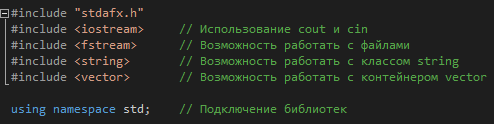 #include "stdafx.h"
#include <iostream> // Использование cout и cin
#include <fstream> // Возможность работать с файлами
#include <string> // Возможность работать с классом string
#include <vector> // Возможность работать с контейнером vector
using namespace std; // Подключение библиотек